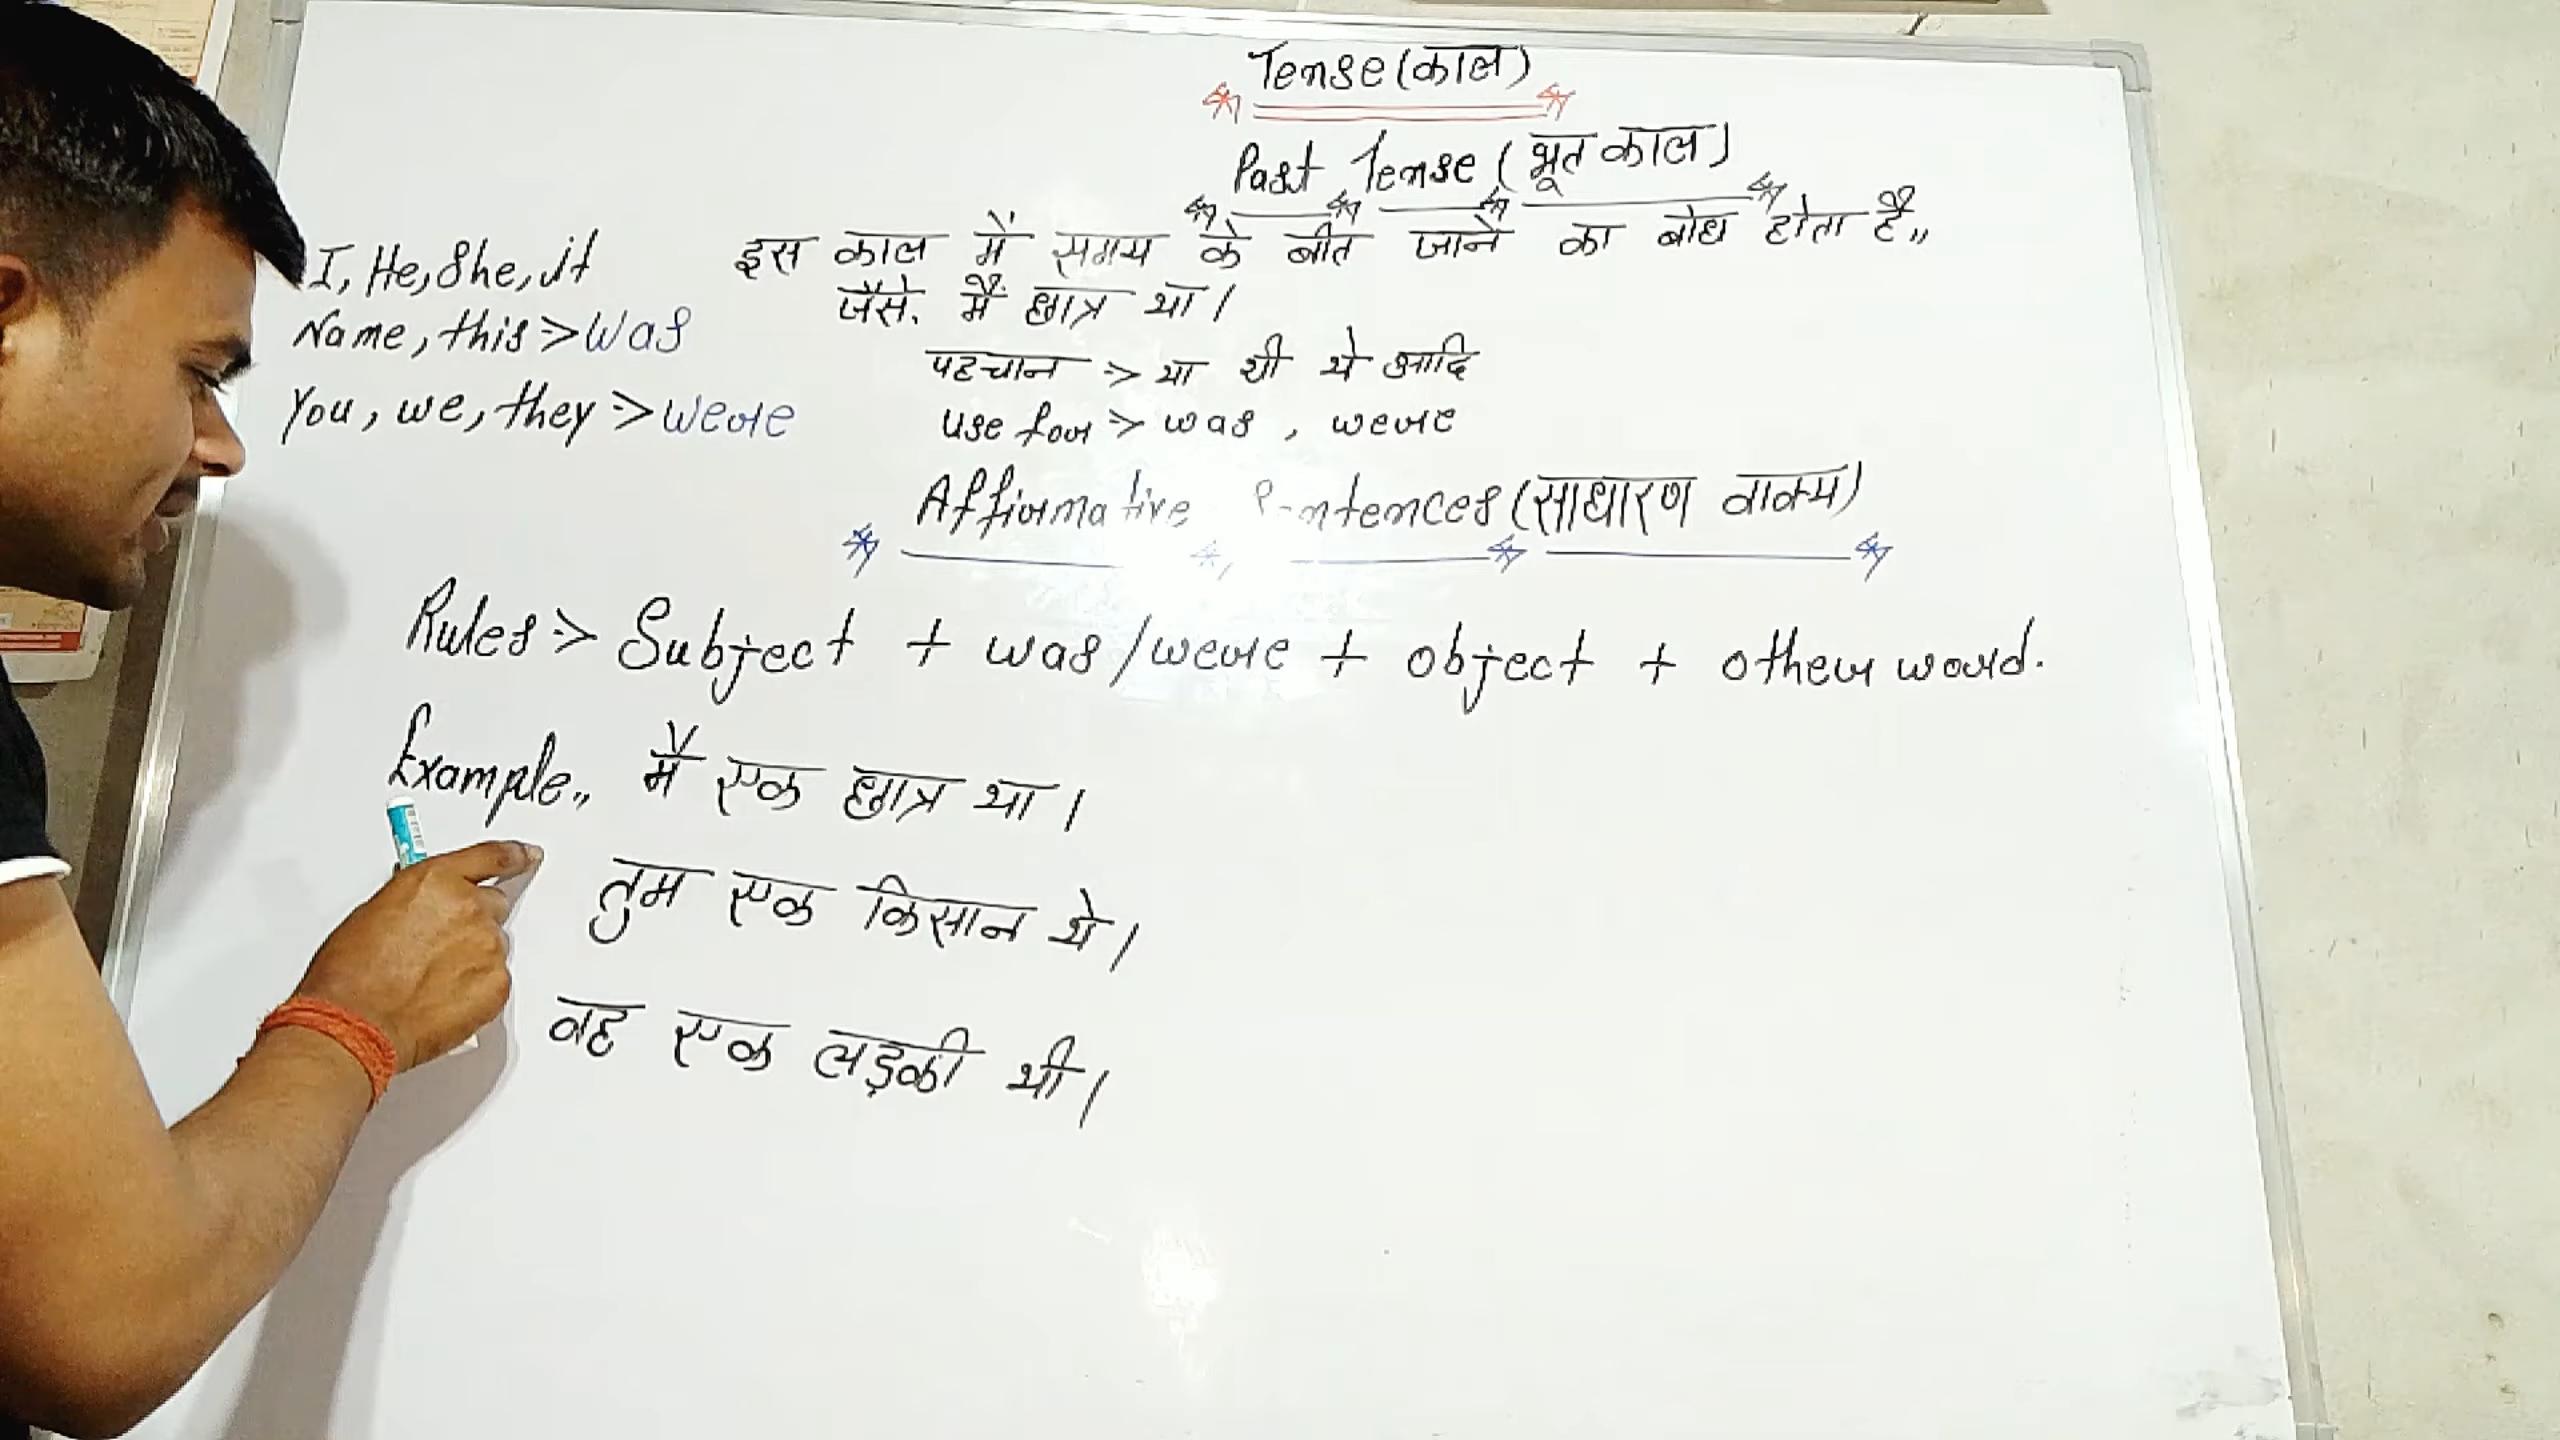 Tense (काल)
Past Tense (भूत काल)
इस काल में समय के बीत जाने का बोध होता है,,
जैसे. मैं छात्र था।
I, He, She, it
Name, this => Was
You, we, they => Were
पहचान => था थी थे आदि
use for => was, were
Affirmative Sentences (साधारण वाक्य)
Rules => Subject + was/were + object + other word.
Example,, मै एक छात्र था।
तुम एक किसान थे।
वह एक लड़की थी।